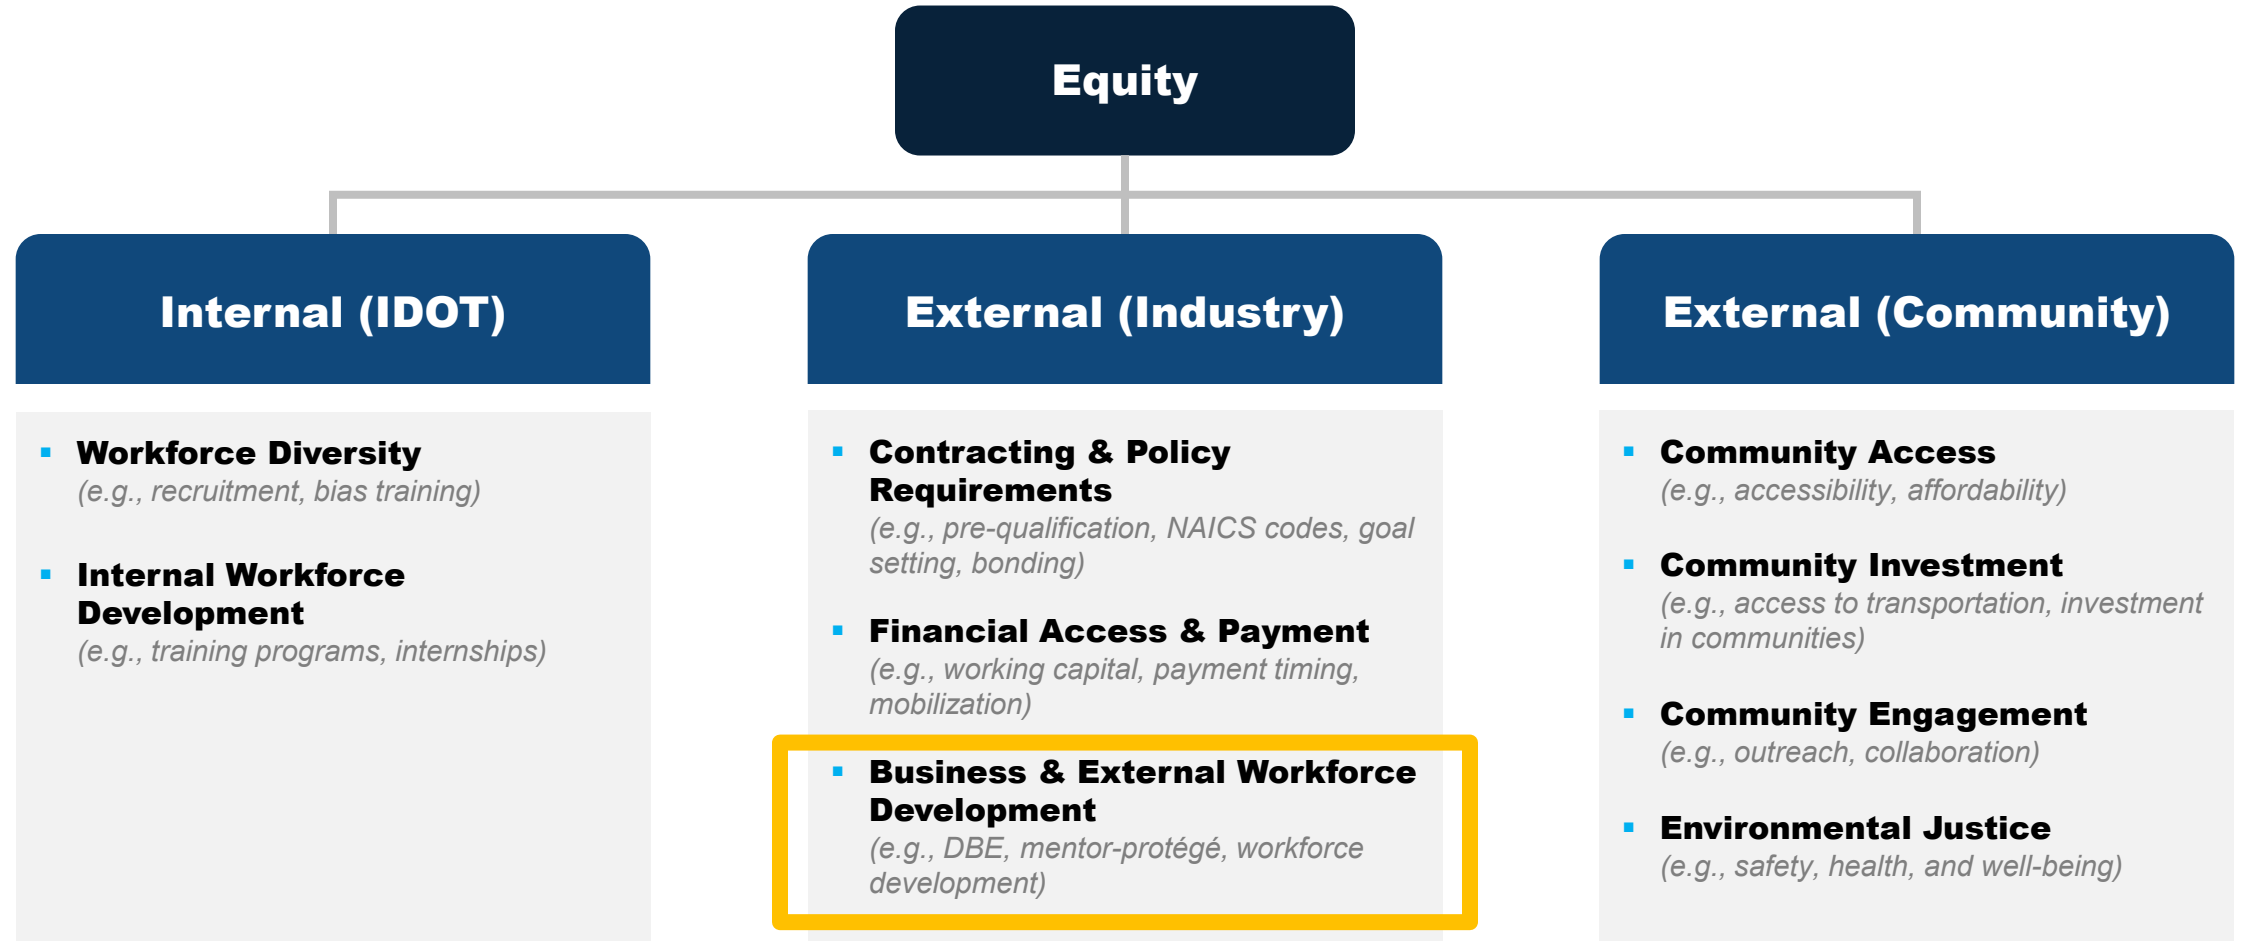 Equity
Internal (IDOT)
▪ Workforce Diversity
(e.g., recruitment, bias training)
▪ Internal Workforce
Development
(e.g., training programs, internships)
External (Industry)
▪ Contracting & Policy
Requirements
(e.g., pre-qualification, NAICS codes, goal
setting, bonding)
▪ Financial Access & Payment
(e.g., working capital, payment timing,
mobilization)
▪ Business & External Workforce
Development
(e.g., DBE, mentor-protégé, workforce
development)
External (Community)
▪ Community Access
(e.g., accessibility, affordability)
▪ Community Investment
(e.g., access to transportation, investment
in communities)
▪ Community Engagement
(e.g., outreach, collaboration)
▪ Environmental Justice
(e.g., safety, health, and well-being)